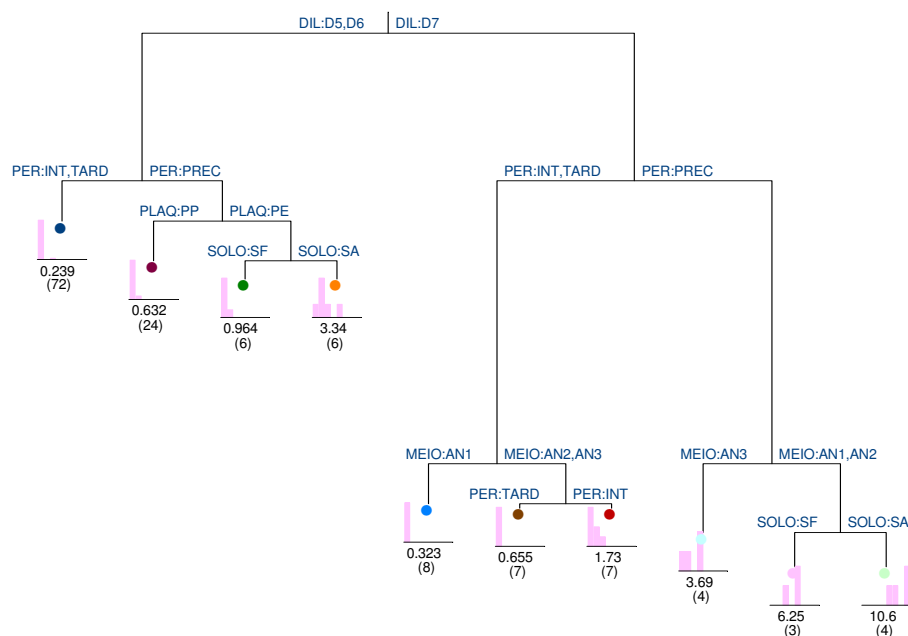 DIL:D5,D6 DIL:D7
PER:INT,TARD PER:PREC PER:INT,TARD PER:PREC
PLAQ:PP PLAQ:PE
SOLO:SF SOLO:SA
0.239
(72)
0.632
(24)
0.964
(6)
3.34
(6)
MEIO:AN1 MEIO:AN2,AN3 MEIO:AN3 MEIO:AN1,AN2
PER:TARD PER:INT
SOLO:SF SOLO:SA
0.323
(8)
0.655
(7)
1.73
(7)
3.69
(4)
6.25
(3)
10.6
(4)